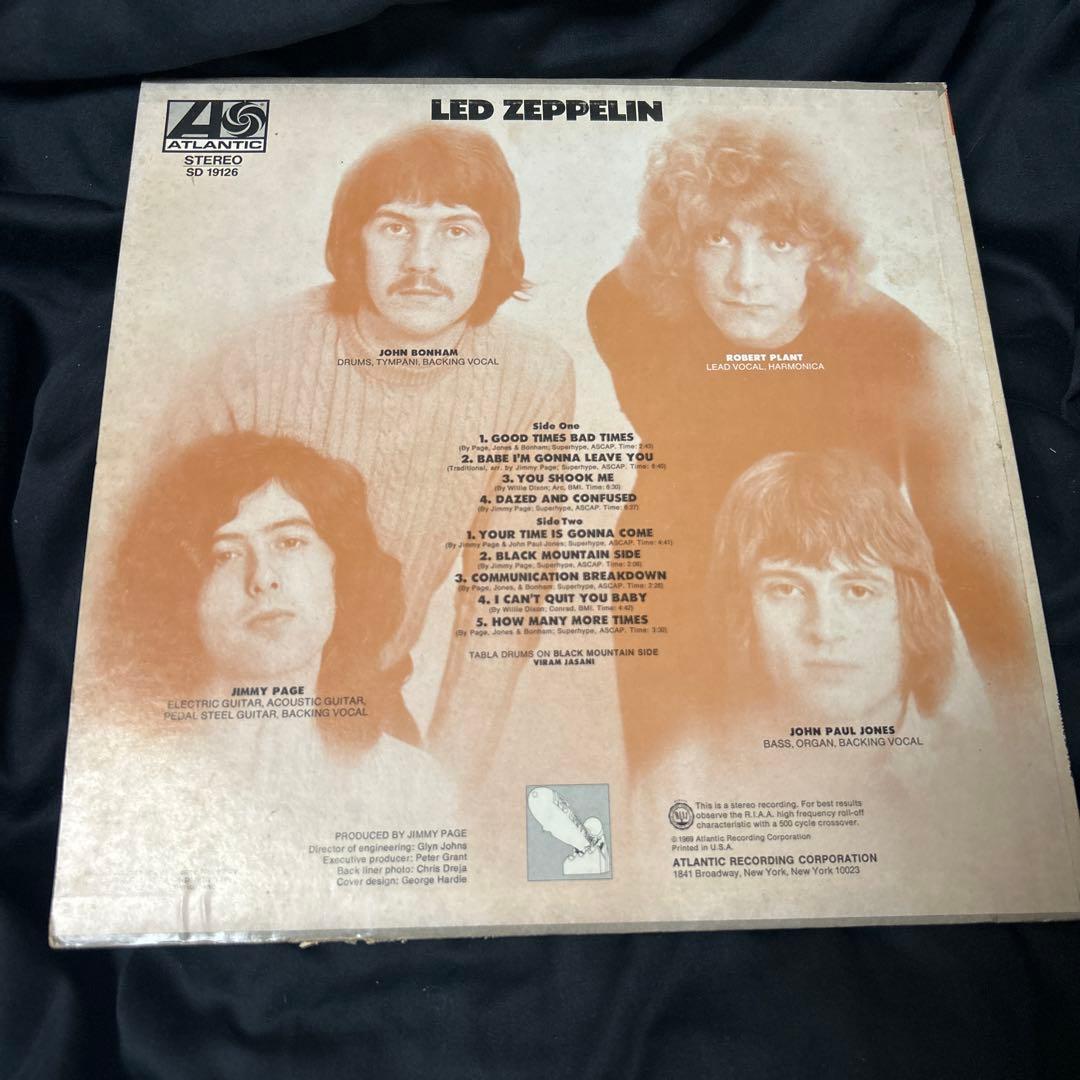 ATLANTIC
STEREO
SD 19126
LED ZEPPELIN
JOHN BONHAM
DRUMS, TYMPANI, BACKING VOCAL
ROBERT PLANT
LEAD VOCAL, HARMONICA
Side One
1. GOOD TIMES BAD TIMES
(By Page, Jones & Bonham; Superhype, ASCAP. Time: 2:43)
2. BABE I'M GONNA LEAVE YOU
(Traditional, arr. by Jimmy Page; Superhype, ASCAP. Time: 6:40)
3. YOU SHOOK ME
(By Willie Dixon; Arc, BMI. Time: 6:30)
4. DAZED AND CONFUSED
(By Jimmy Page; Superhype, ASCAP. Time: 6:27)
Side Two
1. YOUR TIME IS GONNA COME
(By Jimmy Page & John Paul Jones; Superhype, ASCAP. Time: 4:41)
2. BLACK MOUNTAIN SIDE
(By Jimmy Page; Superhype, ASCAP. Time: 2:06)
3. COMMUNICATION BREAKDOWN
(By Page, Jones, & Bonham; Superhype, ASCAP. Time: 2:26)
4. I CAN'T QUIT YOU BABY
(By Willie Dixon; Conrad, BMI. Time: 4:42)
5. HOW MANY MORE TIMES
(By Page, Jones & Bonham; Superhype, ASCAP. Time: 3:30)
TABLA DRUMS ON BLACK MOUNTAIN SIDE
VIRAM JASANI
JIMMY PAGE
ELECTRIC GUITAR, ACOUSTIC GUITAR,
PEDAL STEEL GUITAR, BACKING VOCAL
JOHN PAUL JONES
BASS, ORGAN, BACKING VOCAL
PRODUCED BY JIMMY PAGE
Director of engineering: Glyn Johns
Executive producer: Peter Grant
Back liner photo: Chris Dreja
Cover design: George Hardie
This is a stereo recording. For best results
observe the R.I.A.A. high frequency roll-off
characteristic with a 500 cycle crossover.
©1969 Atlantic Recording Corporation
Printed in U.S.A.
ATLANTIC RECORDING CORPORATION
1841 Broadway, New York, New York 10023